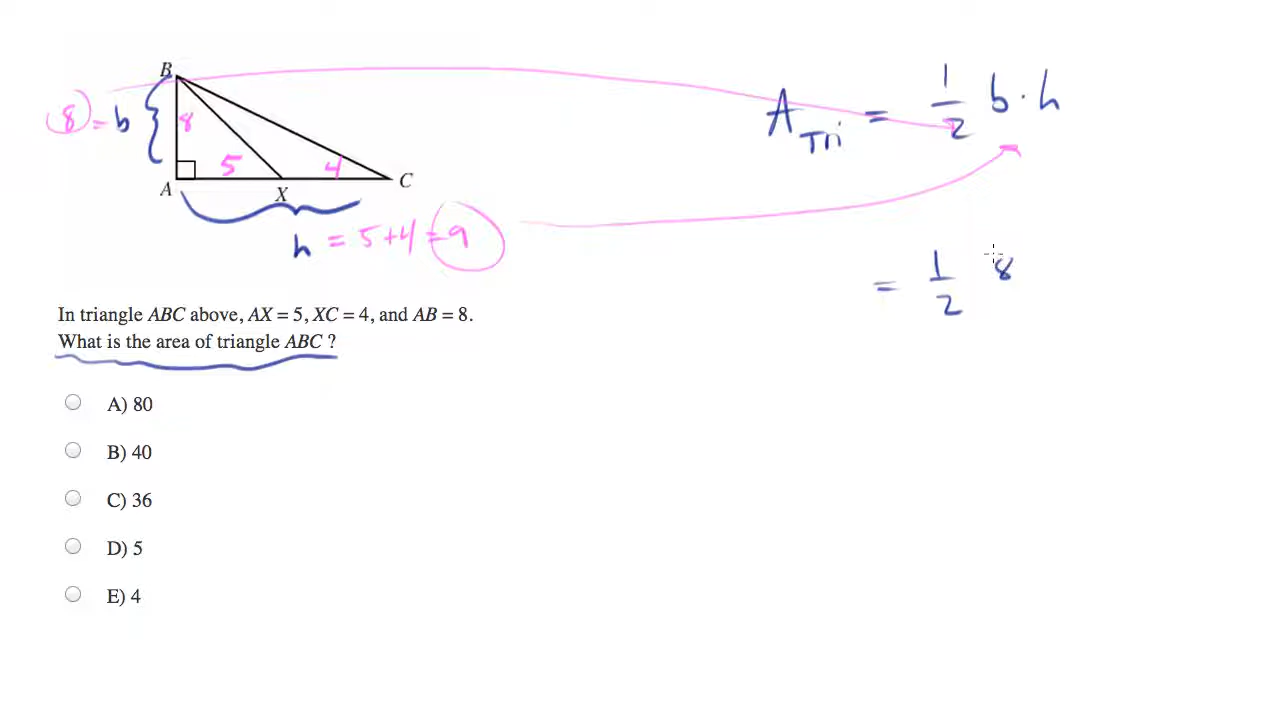 B
8 = b { 8
5 4
A X C
h = 5+4 = 9
A Tri = 1/2 b · h
= 1/2 8
In triangle ABC above, AX = 5, XC = 4, and AB = 8.
What is the area of triangle ABC ?
A) 80
B) 40
C) 36
D) 5
E) 4